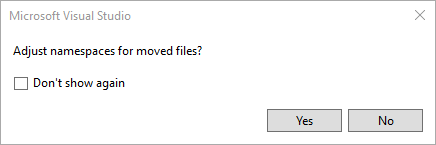 Microsoft Visual Studio
Adjust namespaces for moved files?
Don't show again
Yes No